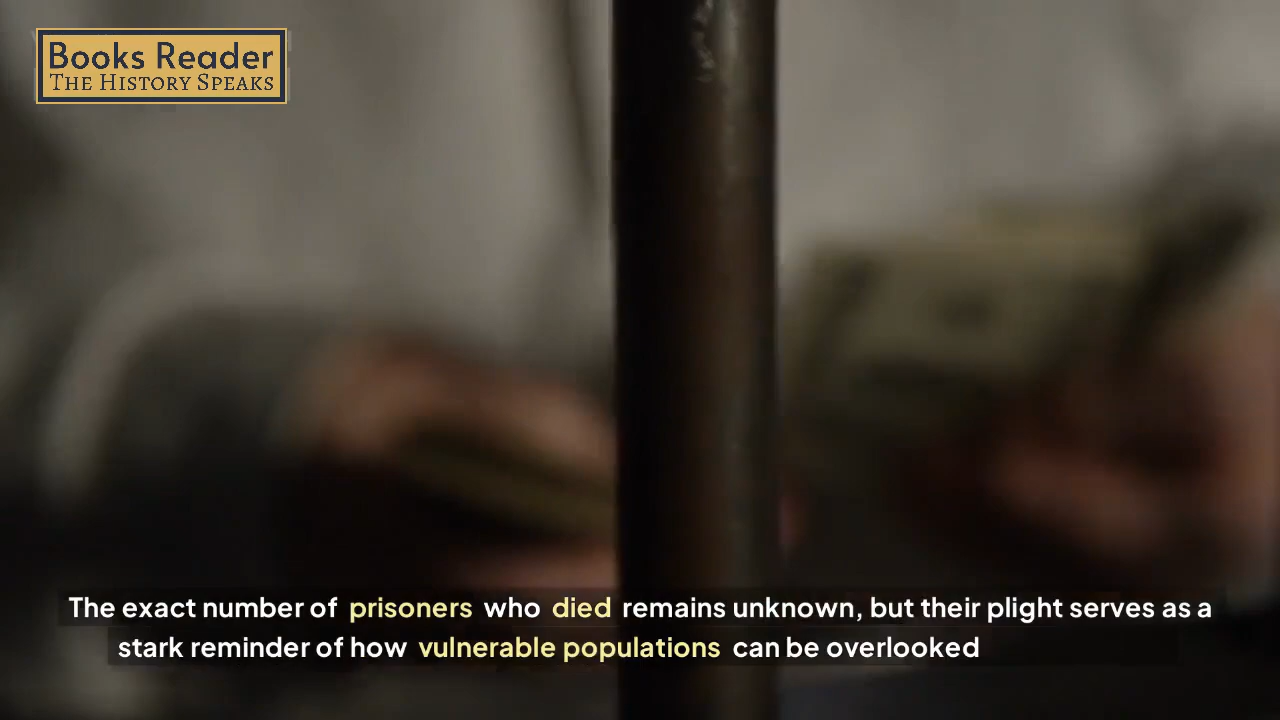 Books Reader
The History Speaks
The exact number of prisoners who died remains unknown, but their plight serves as a
stark reminder of how vulnerable populations can be overlooked